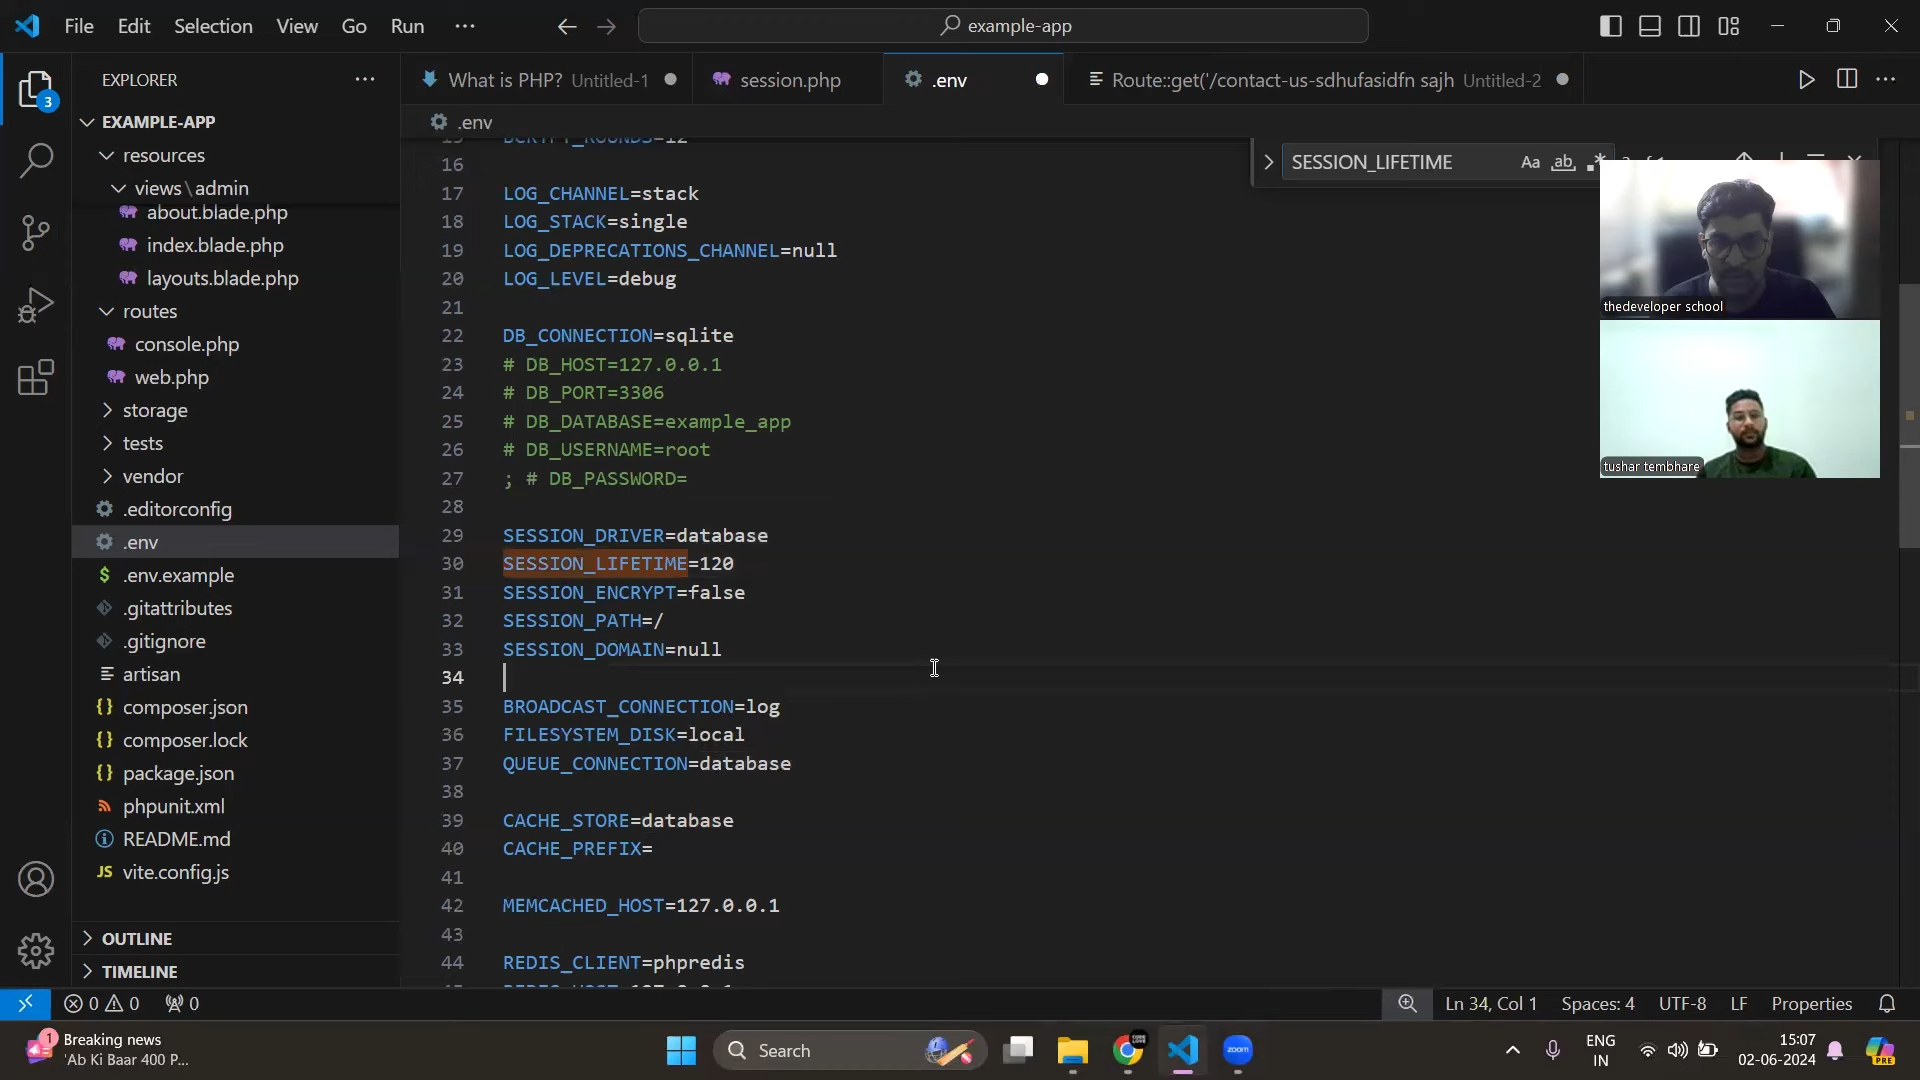 File Edit Selection View Go Run ···
example-app
EXPLORER ···
What is PHP? Untitled-1
session.php
.env
Route::get('/contact-us-sdhufasidfn sajh Untitled-2
3
EXAMPLE-APP
resources
views\admin
about.blade.php
index.blade.php
layouts.blade.php
routes
console.php
web.php
storage
tests
vendor
.editorconfig
.env
.env.example
.gitattributes
.gitignore
artisan
composer.json
composer.lock
package.json
phpunit.xml
README.md
JS vite.config.js
OUTLINE
TIMELINE
.env
SESSION_LIFETIME Aa ab
16
17 LOG_CHANNEL=stack
18 LOG_STACK=single
19 LOG_DEPRECATIONS_CHANNEL=null
20 LOG_LEVEL=debug
21
22 DB_CONNECTION=sqlite
23 # DB_HOST=127.0.0.1
24 # DB_PORT=3306
25 # DB_DATABASE=example_app
26 # DB_USERNAME=root
27 ; # DB_PASSWORD=
28
29 SESSION_DRIVER=database
30 SESSION_LIFETIME=120
31 SESSION_ENCRYPT=false
32 SESSION_PATH=/
33 SESSION_DOMAIN=null
34
35 BROADCAST_CONNECTION=log
36 FILESYSTEM_DISK=local
37 QUEUE_CONNECTION=database
38
39 CACHE_STORE=database
40 CACHE_PREFIX=
41
42 MEMCACHED_HOST=127.0.0.1
43
44 REDIS_CLIENT=phpredis
thedeveloper school
tushar tembhare
0 0 0
Ln 34, Col 1 Spaces: 4 UTF-8 LF Properties
1
Breaking news
'Ab Ki Baar 400 P...
Search
zoom
ENG
IN
15:07
02-06-2024
PRE